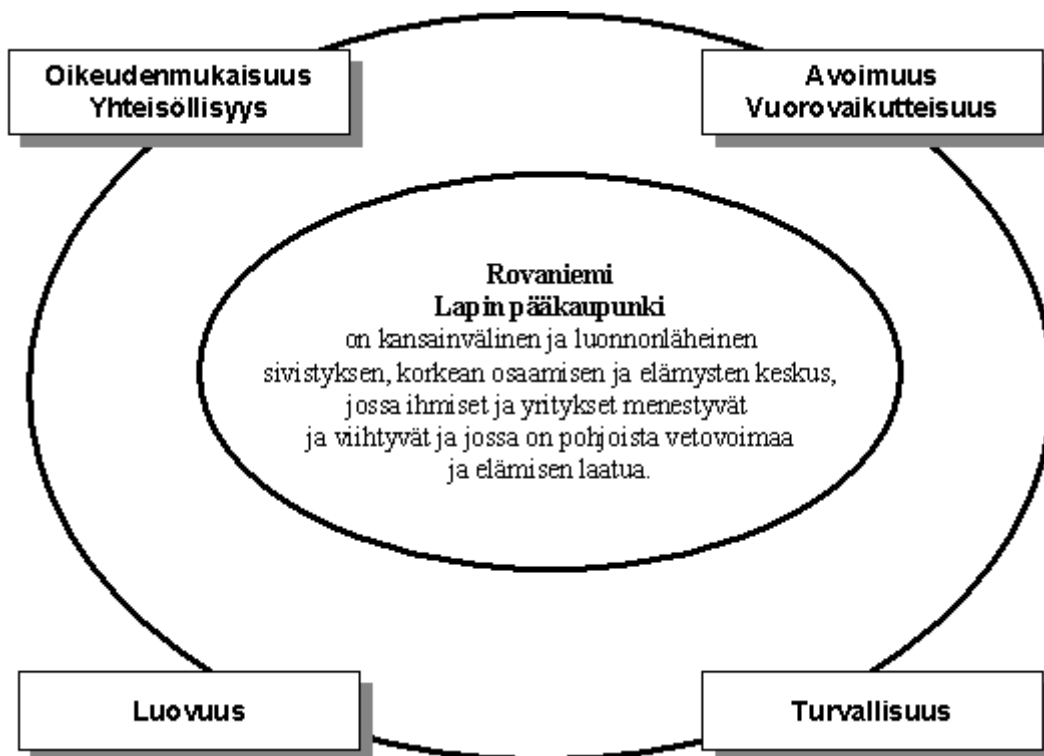 Oikeudenmukaisuus
Yhteisöllisyys
Avoimuus
Vuorovaikutteisuus
Rovaniemi
Lapin pääkaupunki
on kansainvälinen ja luonnonläheinen
sivistyksen, korkean osaamisen ja elämysten keskus,
jossa ihmiset ja yritykset menestyvät
ja viihtyvät ja jossa on pohjoista vetovoimaa
ja elämisen laatua.
Luovuus
Turvallisuus